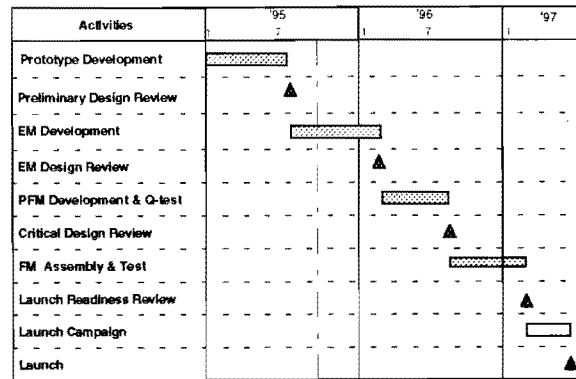 Activities '95 '96 '97
1 7 1 7 1
Prototype Development
Preliminary Design Review
EM Development
EM Design Review
PFM Development & Q-test
Critical Design Review
FM Assembly & Test
Launch Readiness Review
Launch Campaign
Launch